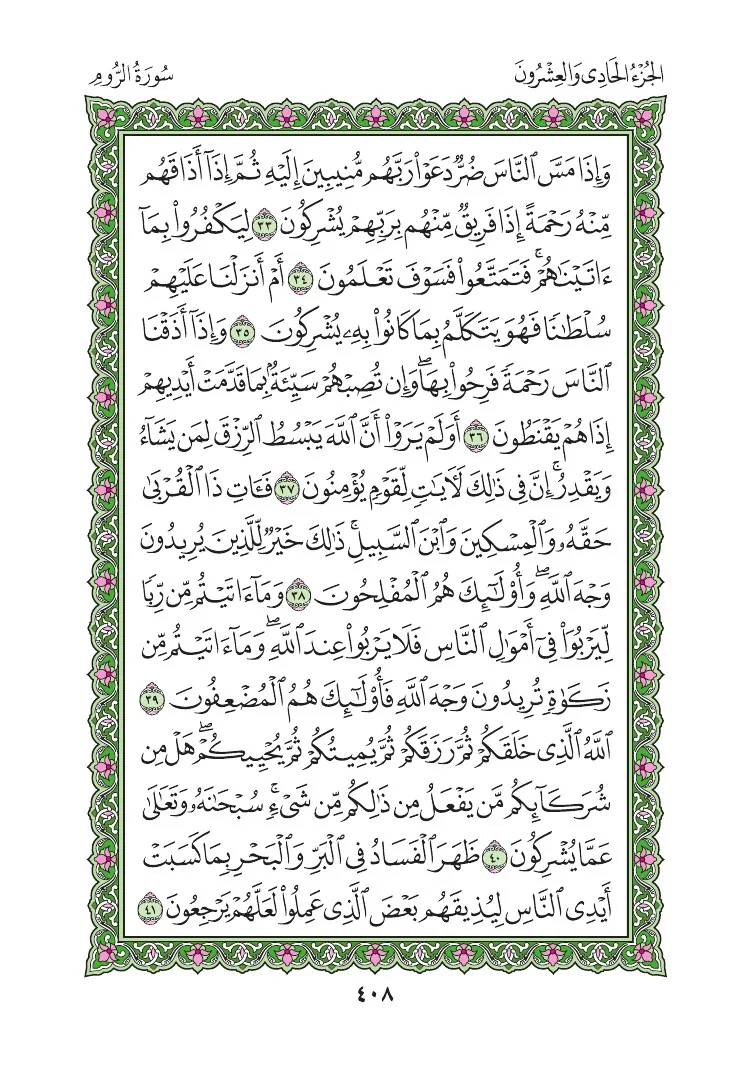 الجُزْءُ الحَادِى وَالعِشْرُونَ
سُورَةُ الرُّومِ
وَإِذَا مَسَّ ٱلنَّاسَ ضُرٌّ دَعَوْا۟ رَبَّهُم مُّنِيبِينَ إِلَيْهِ ثُمَّ إِذَآ أَذَاقَهُم
مِّنْهُ رَحْمَةً إِذَا فَرِيقٌ مِّنْهُم بِرَبِّهِمْ يُشْرِكُونَ ٣٣ لِيَكْفُرُوا۟ بِمَآ
ءَاتَيْنَٰهُمْ ۚ فَتَمَتَّعُوا۟ فَسَوْفَ تَعْلَمُونَ ٣٤ أَمْ أَنزَلْنَا عَلَيْهِمْ
سُلْطَٰنًا فَهُوَ يَتَكَلَّمُ بِمَا كَانُوا۟ بِهِۦ يُشْرِكُونَ ٣٥ وَإِذَآ أَذَقْنَا
ٱلنَّاسَ رَحْمَةً فَرِحُوا۟ بِهَا ۖ وَإِن تُصِبْهُمْ سَيِّئَةٌۢ بِمَا قَدَّمَتْ أَيْدِيهِمْ
إِذَا هُمْ يَقْنَطُونَ ٣٦ أَوَلَمْ يَرَوْا۟ أَنَّ ٱللَّهَ يَبْسُطُ ٱلرِّزْقَ لِمَن يَشَآءُ
وَيَقْدِرُ ۚ إِنَّ فِى ذَٰلِكَ لَءَايَٰتٍ لِّقَوْمٍ يُؤْمِنُونَ ٣٧ فَـَٔاتِ ذَا ٱلْقُرْبَىٰ
حَقَّهُۥ وَٱلْمِسْكِينَ وَٱبْنَ ٱلسَّبِيلِ ۚ ذَٰلِكَ خَيْرٌ لِّلَّذِينَ يُرِيدُونَ
وَجْهَ ٱللَّهِ ۖ وَأُو۟لَٰٓئِكَ هُمُ ٱلْمُفْلِحُونَ ٣٨ وَمَآ ءَاتَيْتُم مِّن رِّبًا
لِّيَرْبُوَا۟ فِىٓ أَمْوَٰلِ ٱلنَّاسِ فَلَا يَرْبُوا۟ عِندَ ٱللَّهِ ۖ وَمَآ ءَاتَيْتُم مِّن
زَكَوٰةٍ تُرِيدُونَ وَجْهَ ٱللَّهِ فَأُو۟لَٰٓئِكَ هُمُ ٱلْمُضْعِفُونَ ٣٩
ٱللَّهُ ٱلَّذِى خَلَقَكُمْ ثُمَّ رَزَقَكُمْ ثُمَّ يُمِيتُكُمْ ثُمَّ يُحْيِيكُمْ ۖ هَلْ مِن
شُرَكَآئِكُم مَّن يَفْعَلُ مِن ذَٰلِكُم مِّن شَىْءٍ ۚ سُبْحَٰنَهُۥ وَتَعَٰلَىٰ
عَمَّا يُشْرِكُونَ ٤٠ ظَهَرَ ٱلْفَسَادُ فِى ٱلْبَرِّ وَٱلْبَحْرِ بِمَا كَسَبَتْ
أَيْدِى ٱلنَّاسِ لِيُذِيقَهُم بَعْضَ ٱلَّذِى عَمِلُوا۟ لَعَلَّهُمْ يَرْجِعُونَ ٤١
٤٠٨